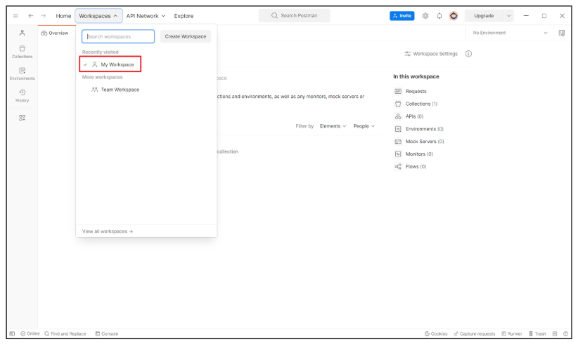 Home Workspaces API Network Explore Search Postman Invite Upgrade
Overview No Environment
Search workspaces Create Workspace
Recently visited
My Workspace
More workspaces
Team Workspace
View all workspaces →
Collections
Environments
History
Workspace Settings
ctions and environments, as well as any monitors, mock servers or
Filter by Elements People
collection
In this workspace
Requests
Collections (1)
APIs (0)
Environments (0)
Mock Servers (0)
Monitors (0)
Flows (0)
Online Find and Replace Console Cookies Capture requests Runner Trash